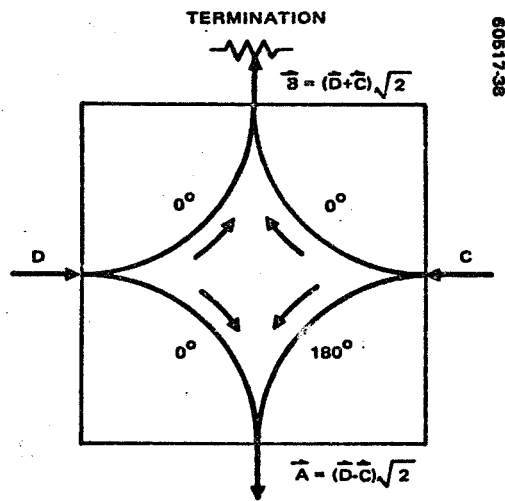 TERMINATION
60517-38
B = (D+C)√2
0°
0°
D
C
0°
180°
A = (D-C)√2